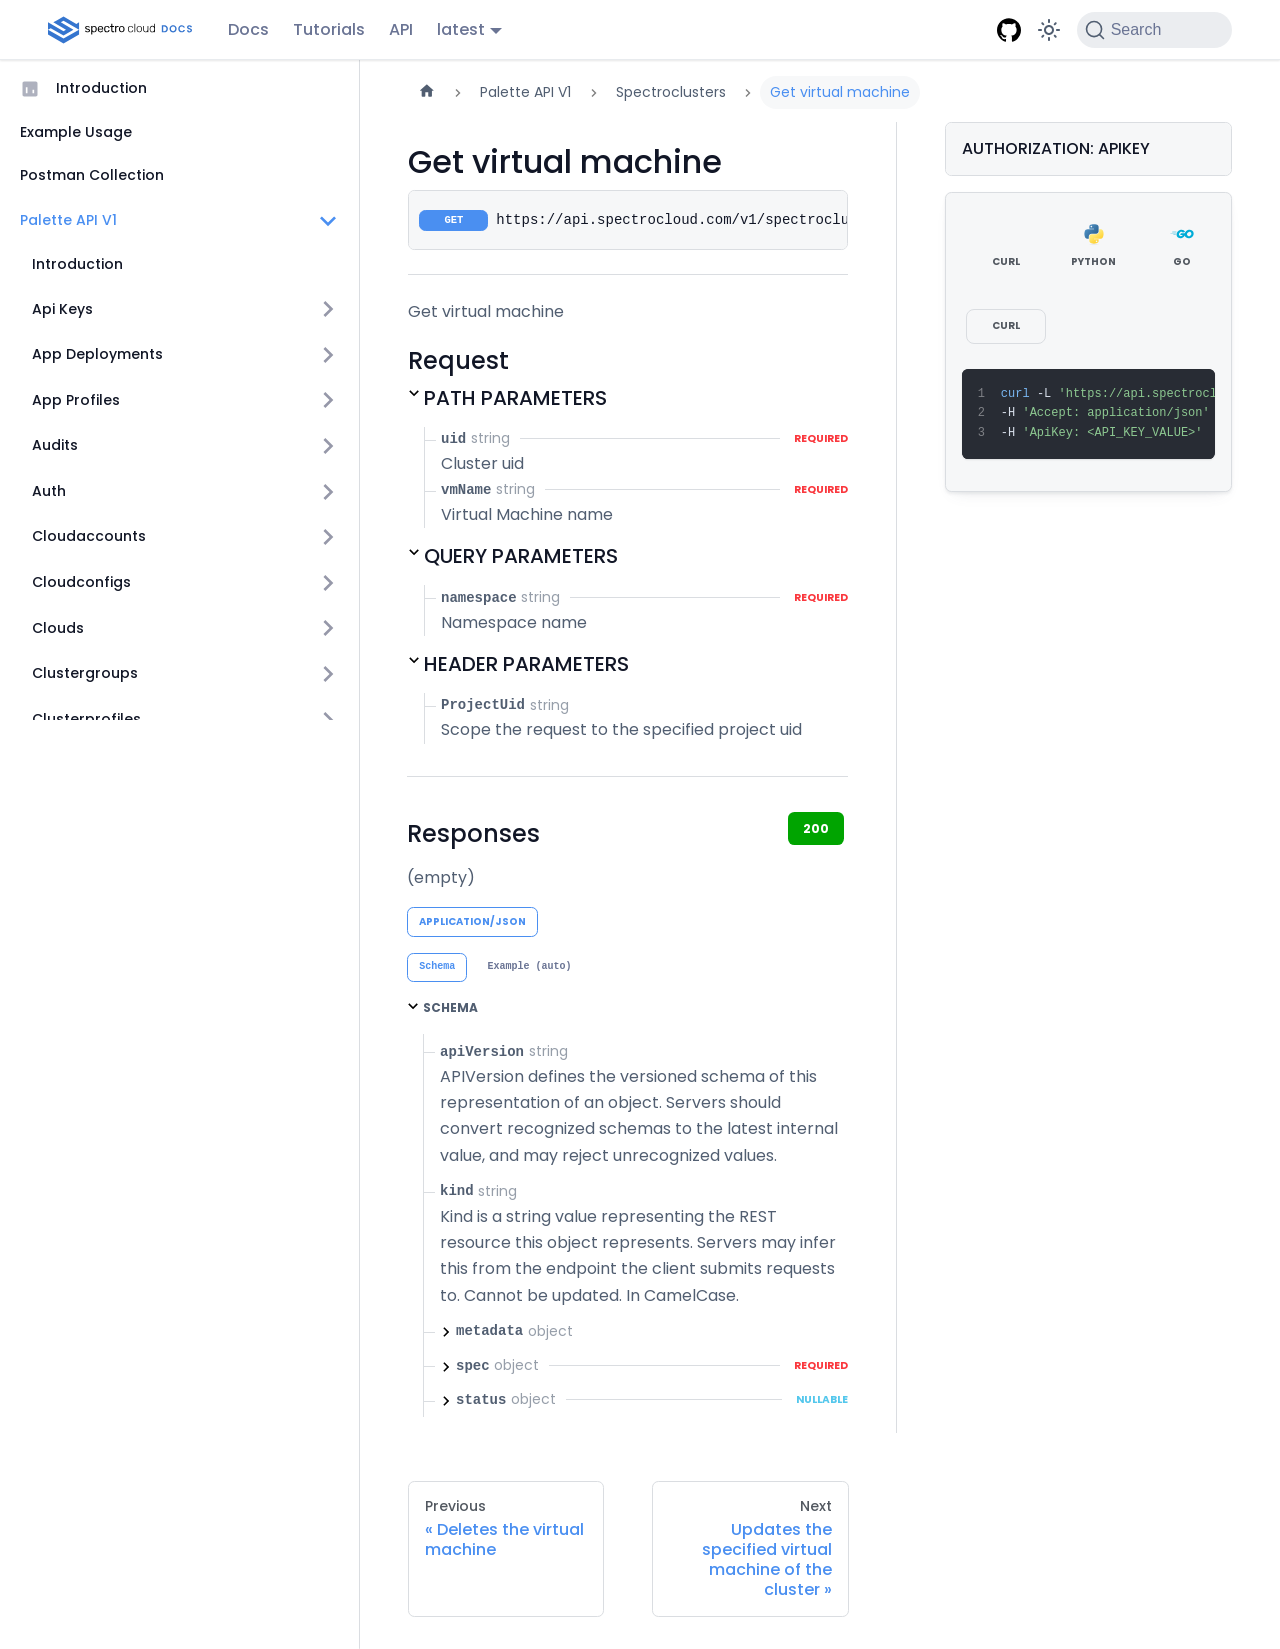 spectro cloud DOCS
Docs
Tutorials
API
latest
Search
Introduction
Example Usage
Postman Collection
Palette API V1
Introduction
Api Keys
App Deployments
App Profiles
Audits
Auth
Cloudaccounts
Cloudconfigs
Clouds
Clustergroups
Clusterprofiles
Palette API V1
Spectroclusters
Get virtual machine
Get virtual machine
GET https://api.spectrocloud.com/v1/spectroclu
Get virtual machine
Request
PATH PARAMETERS
uid string REQUIRED
Cluster uid
vmName string REQUIRED
Virtual Machine name
QUERY PARAMETERS
namespace string REQUIRED
Namespace name
HEADER PARAMETERS
ProjectUid string
Scope the request to the specified project uid
Responses
200
(empty)
APPLICATION/JSON
Schema Example (auto)
SCHEMA
apiVersion string
APIVersion defines the versioned schema of this
representation of an object. Servers should
convert recognized schemas to the latest internal
value, and may reject unrecognized values.
kind string
Kind is a string value representing the REST
resource this object represents. Servers may infer
this from the endpoint the client submits requests
to. Cannot be updated. In CamelCase.
metadata object
spec object REQUIRED
status object NULLABLE
Previous
« Deletes the virtual
machine
Next
Updates the
specified virtual
machine of the
cluster »
AUTHORIZATION: APIKEY
CURL PYTHON GO
CURL
1 curl -L 'https://api.spectrocl
2 -H 'Accept: application/json'
3 -H 'ApiKey: <API_KEY_VALUE>'